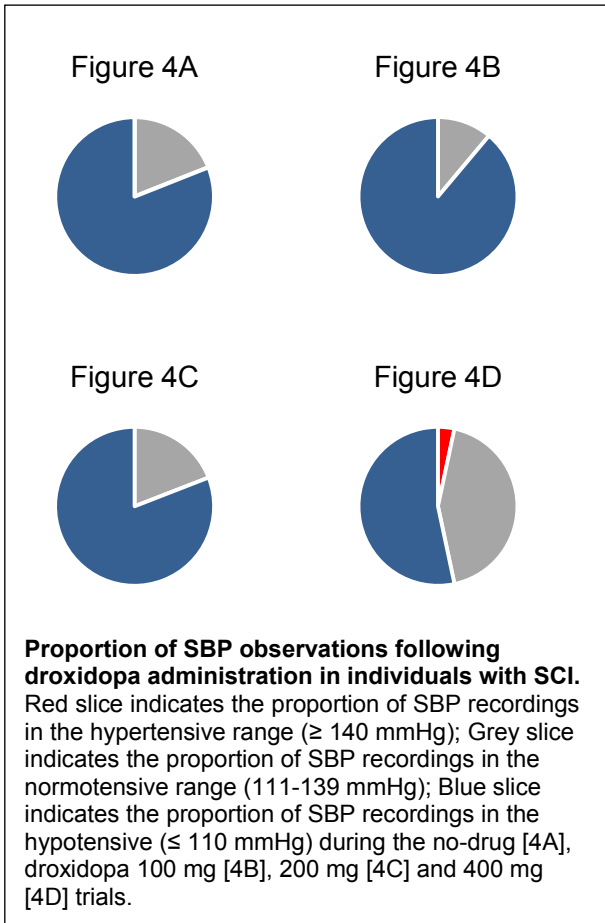 Figure 4A
Figure 4B
Figure 4C
Figure 4D
Proportion of SBP observations following
droxidopa administration in individuals with SCI.
Red slice indicates the proportion of SBP recordings
in the hypertensive range (≥ 140 mmHg); Grey slice
indicates the proportion of SBP recordings in the
normotensive range (111-139 mmHg); Blue slice
indicates the proportion of SBP recordings in the
hypotensive (≤ 110 mmHg) during the no-drug [4A],
droxidopa 100 mg [4B], 200 mg [4C] and 400 mg
[4D] trials.